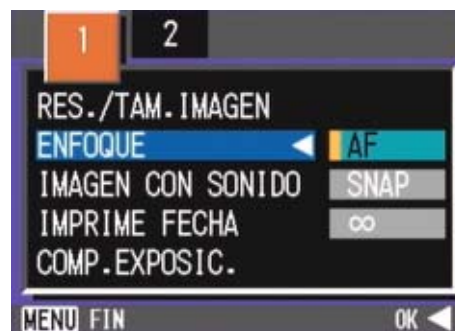 1 2
RES./TAM.IMAGEN
ENFOQUE ◀ AF
IMAGEN CON SONIDO SNAP
IMPRIME FECHA ∞
COMP.EXPOSIC.
MENU FIN OK ◀